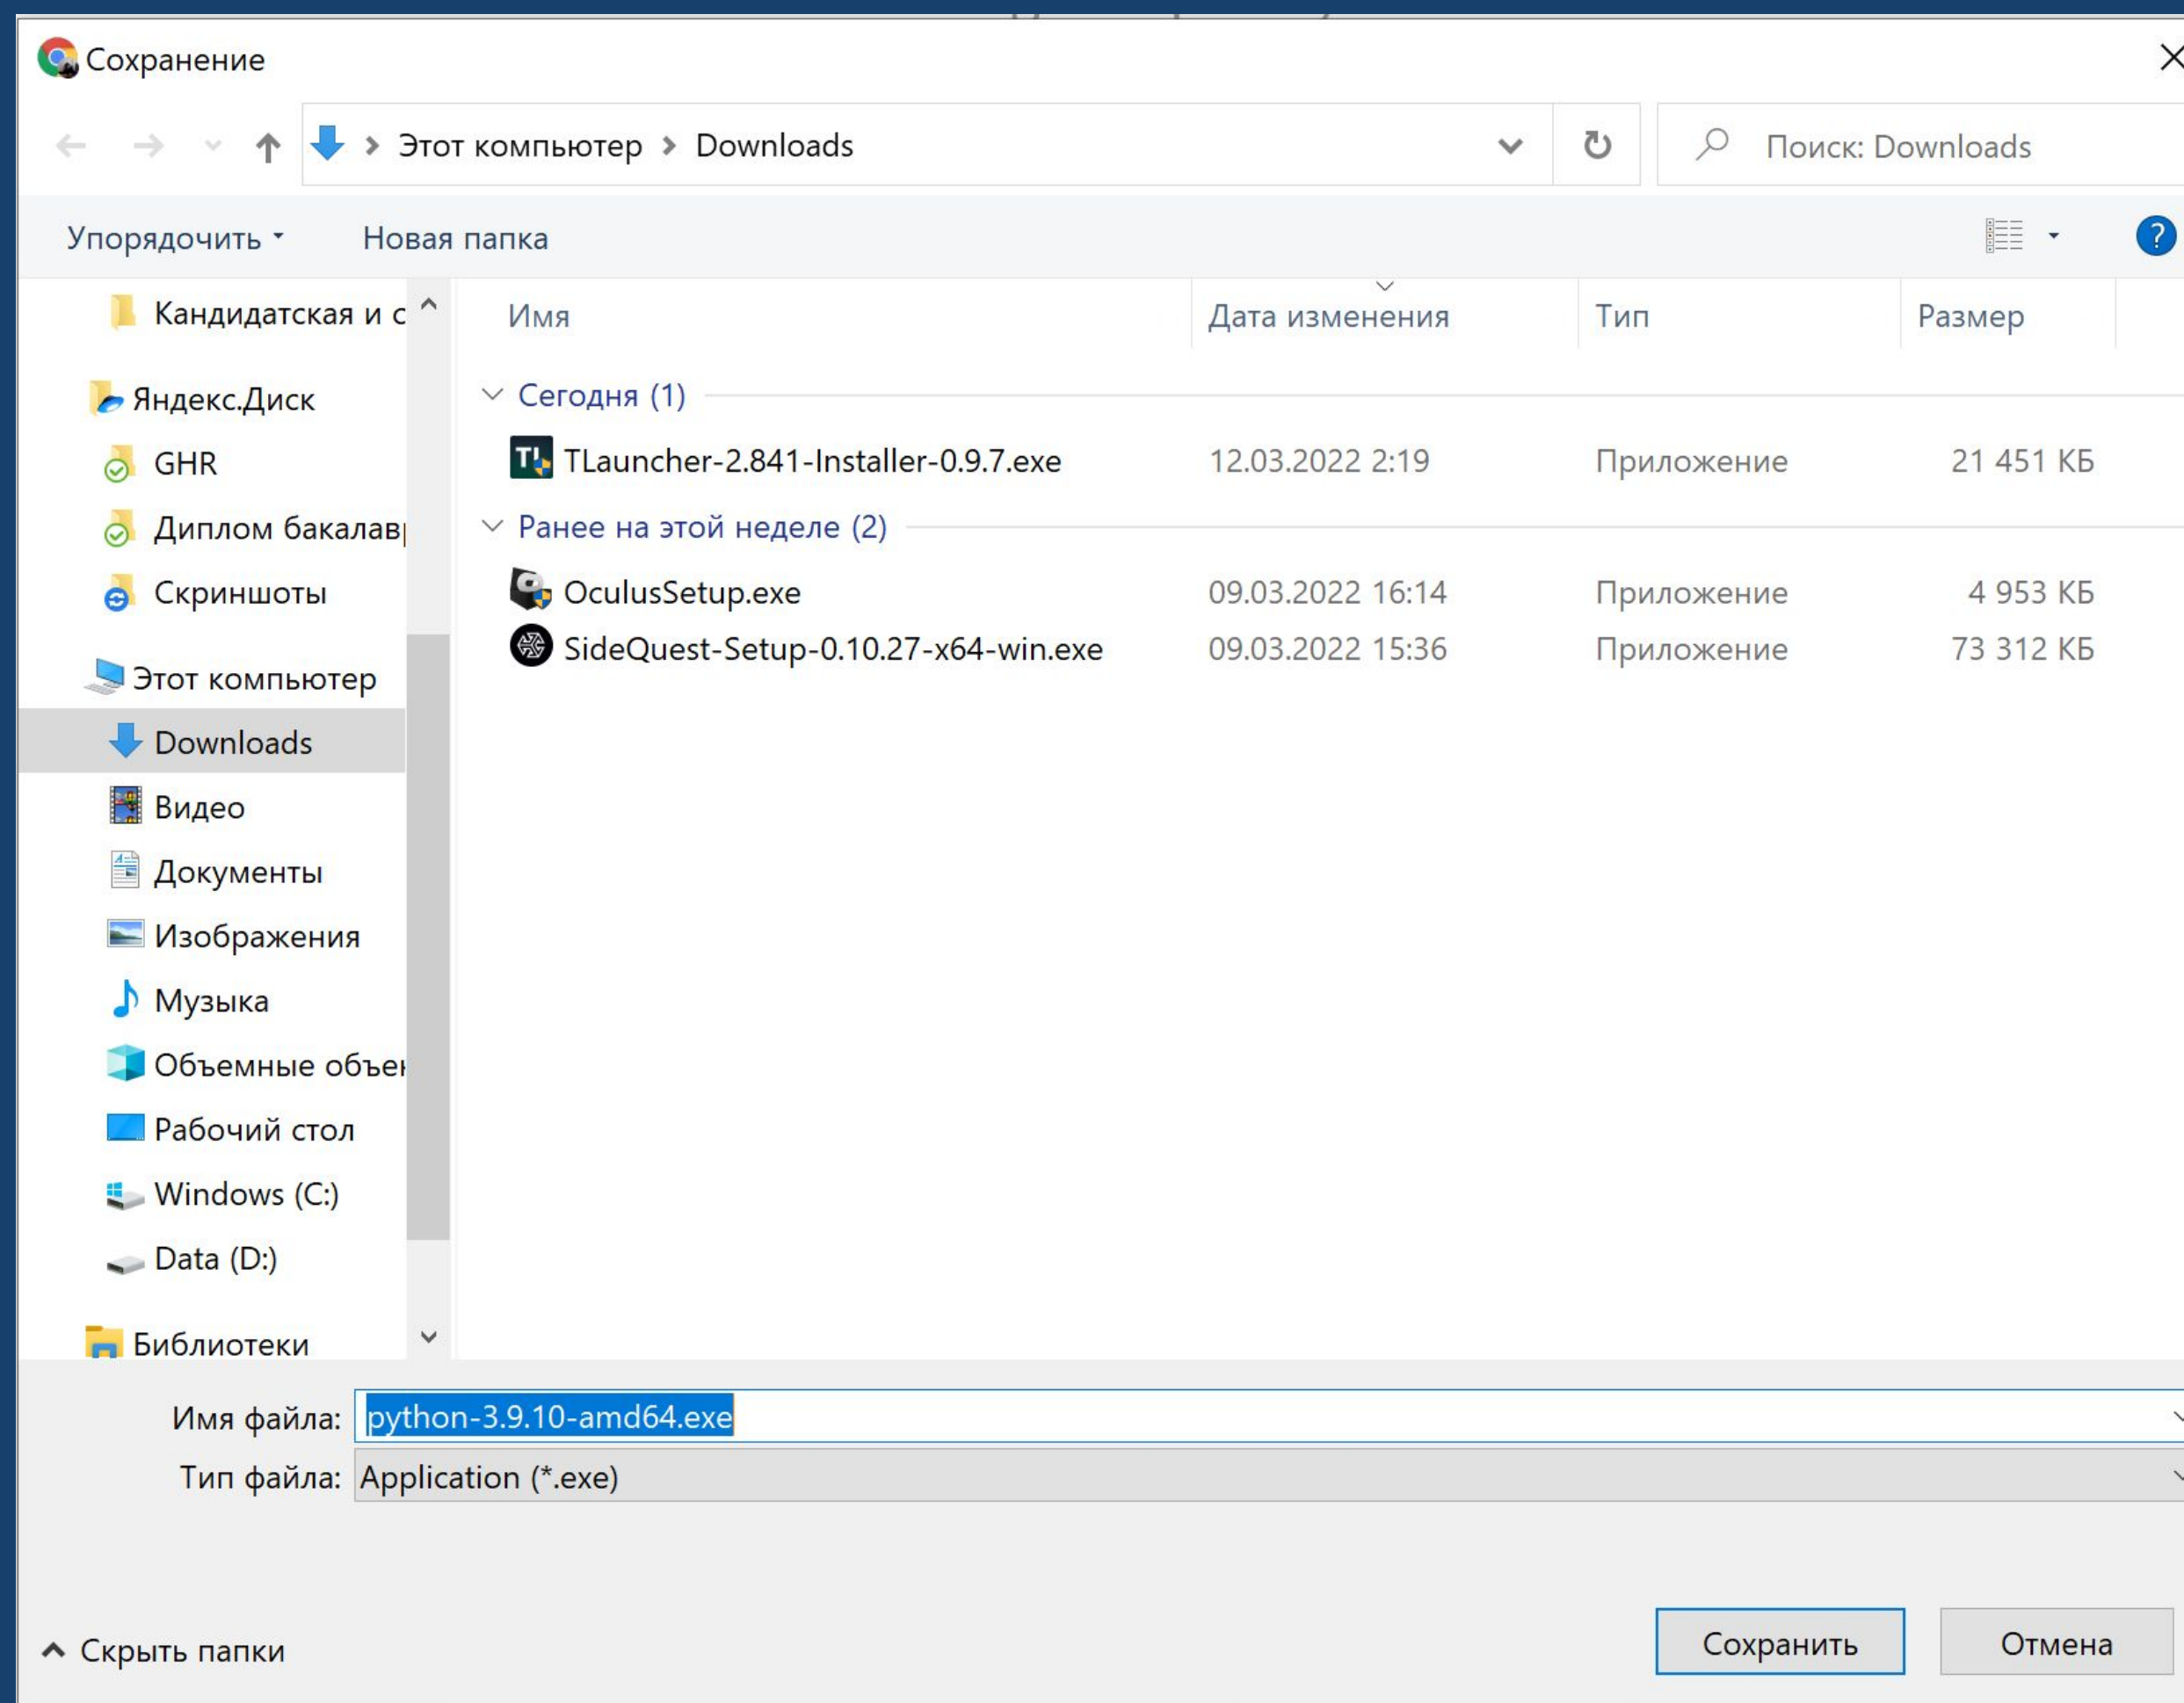 Сохранение
Этот компьютер Downloads
Поиск: Downloads
Упорядочить Новая папка
Имя Дата изменения Тип Размер
Кандидатская и с
Яндекс.Диск
GHR
Диплом бакалав
Скриншоты
Этот компьютер
Downloads
Видео
Документы
Изображения
Музыка
Объемные объе
Рабочий стол
Windows (C:)
Data (D:)
Библиотеки
Сегодня (1)
TLauncher-2.841-Installer-0.9.7.exe 12.03.2022 2:19 Приложение 21 451 КБ
Ранее на этой неделе (2)
OculusSetup.exe 09.03.2022 16:14 Приложение 4 953 КБ
SideQuest-Setup-0.10.27-x64-win.exe 09.03.2022 15:36 Приложение 73 312 КБ
Имя файла: python-3.9.10-amd64.exe
Тип файла: Application (*.exe)
Скрыть папки
Сохранить Отмена